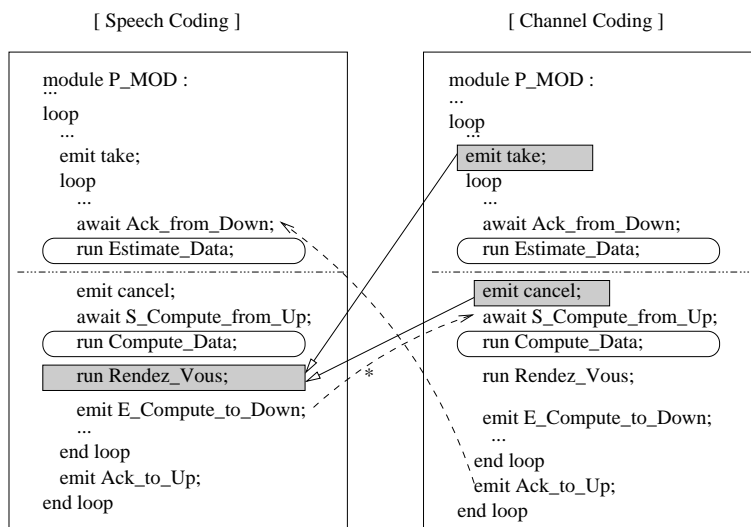 [ Speech Coding ]
module P_MOD :
...
loop
...
emit take;
loop
...
await Ack_from_Down;
run Estimate_Data;
emit cancel;
await S_Compute_from_Up;
run Compute_Data;
run Rendez_Vous;
emit E_Compute_to_Down;
...
end loop
emit Ack_to_Up;
end loop
*
[ Channel Coding ]
module P_MOD :
...
loop
...
emit take;
loop
...
await Ack_from_Down;
run Estimate_Data;
emit cancel;
await S_Compute_from_Up;
run Compute_Data;
run Rendez_Vous;
emit E_Compute_to_Down;
...
end loop
emit Ack_to_Up;
end loop